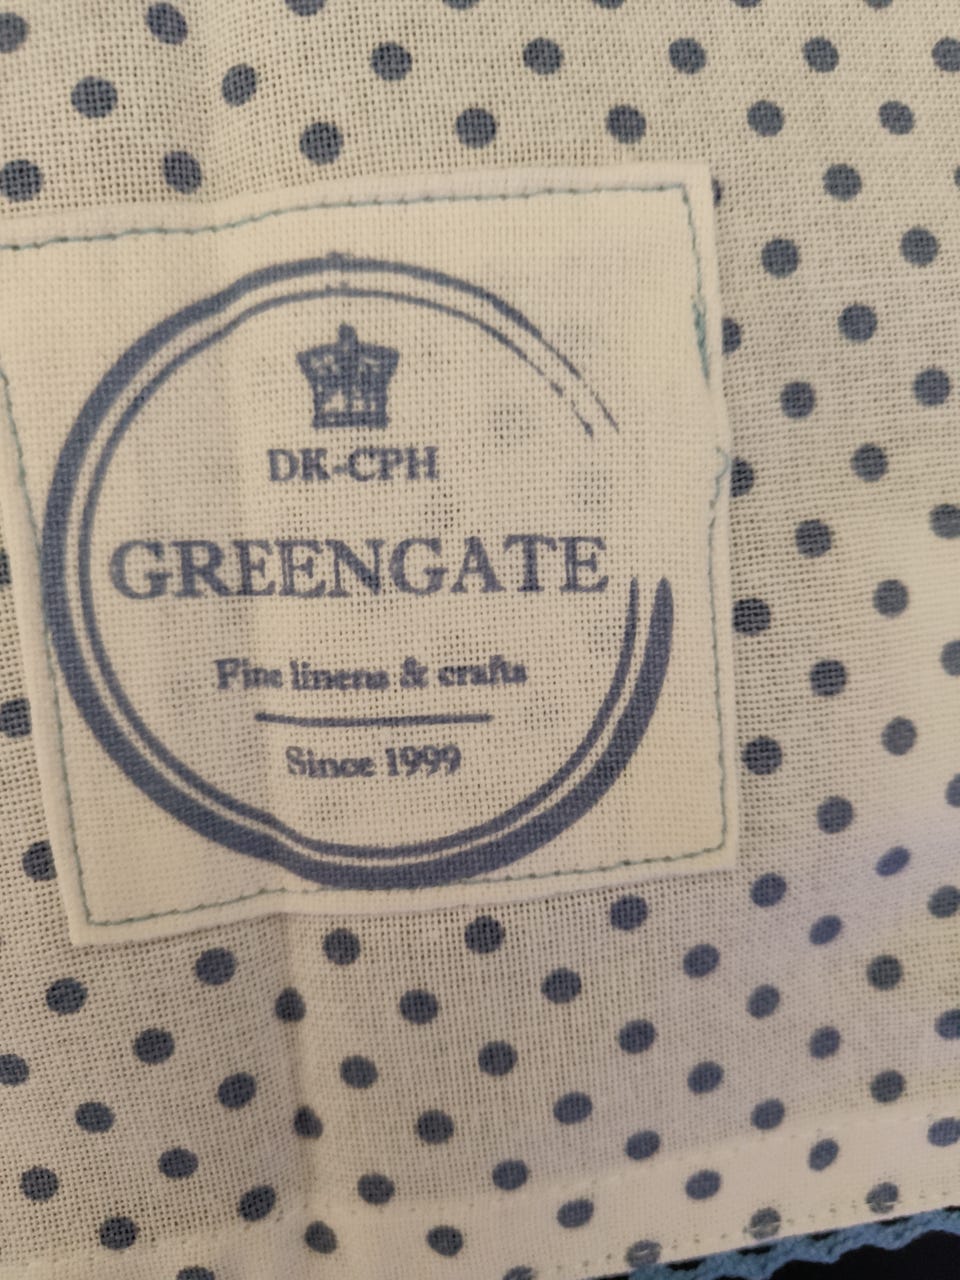 DK-CPH
GREENGATE
Fine linens & crafts
Since 1999